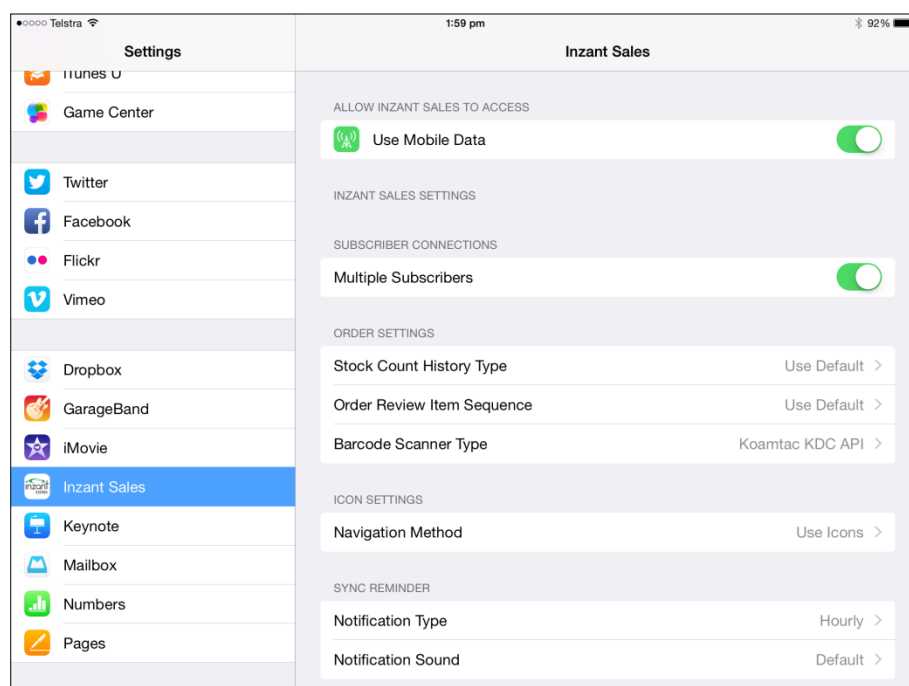 Telstra 1:59 pm 92%
Settings
iTunes U
Game Center
Twitter
Facebook
Flickr
Vimeo
Dropbox
GarageBand
iMovie
inzant
sales
Inzant Sales
Keynote
Mailbox
Numbers
Pages
Inzant Sales
ALLOW INZANT SALES TO ACCESS
Use Mobile Data
INZANT SALES SETTINGS
SUBSCRIBER CONNECTIONS
Multiple Subscribers
ORDER SETTINGS
Stock Count History Type Use Default >
Order Review Item Sequence Use Default >
Barcode Scanner Type Koamtac KDC API >
ICON SETTINGS
Navigation Method Use Icons >
SYNC REMINDER
Notification Type Hourly >
Notification Sound Default >